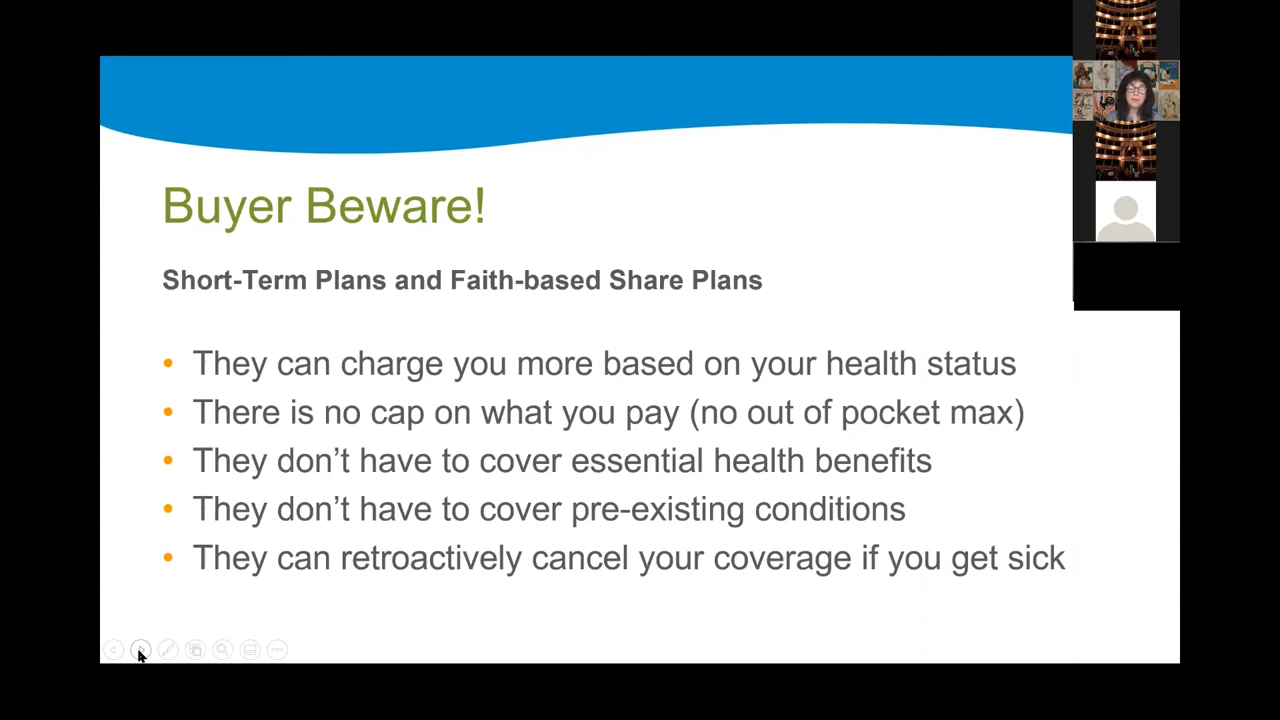 Buyer Beware!
Short-Term Plans and Faith-based Share Plans
• They can charge you more based on your health status
• There is no cap on what you pay (no out of pocket max)
• They don’t have to cover essential health benefits
• They don’t have to cover pre-existing conditions
• They can retroactively cancel your coverage if you get sick